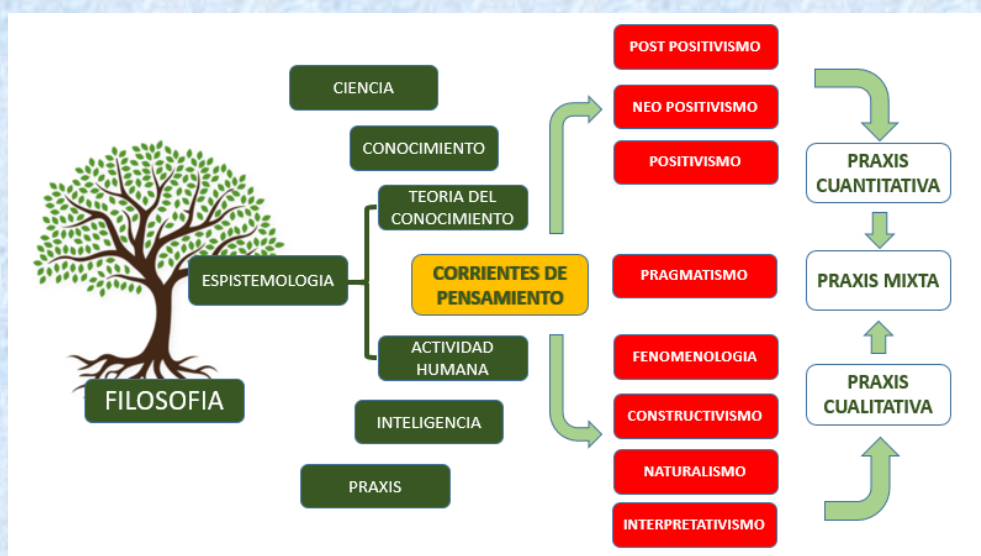 CIENCIA
CONOCIMIENTO
TEORIA DEL
CONOCIMIENTO
ESPISTEMOLOGIA
ACTIVIDAD
HUMANA
FILOSOFIA
INTELIGENCIA
PRAXIS
CORRIENTES DE
PENSAMIENTO
POST POSITIVISMO
NEO POSITIVISMO
POSITIVISMO
PRAGMATISMO
FENOMENOLOGIA
CONSTRUCTIVISMO
NATURALISMO
INTERPRETATIVISMO
PRAXIS
CUANTITATIVA
PRAXIS MIXTA
PRAXIS
CUALITATIVA